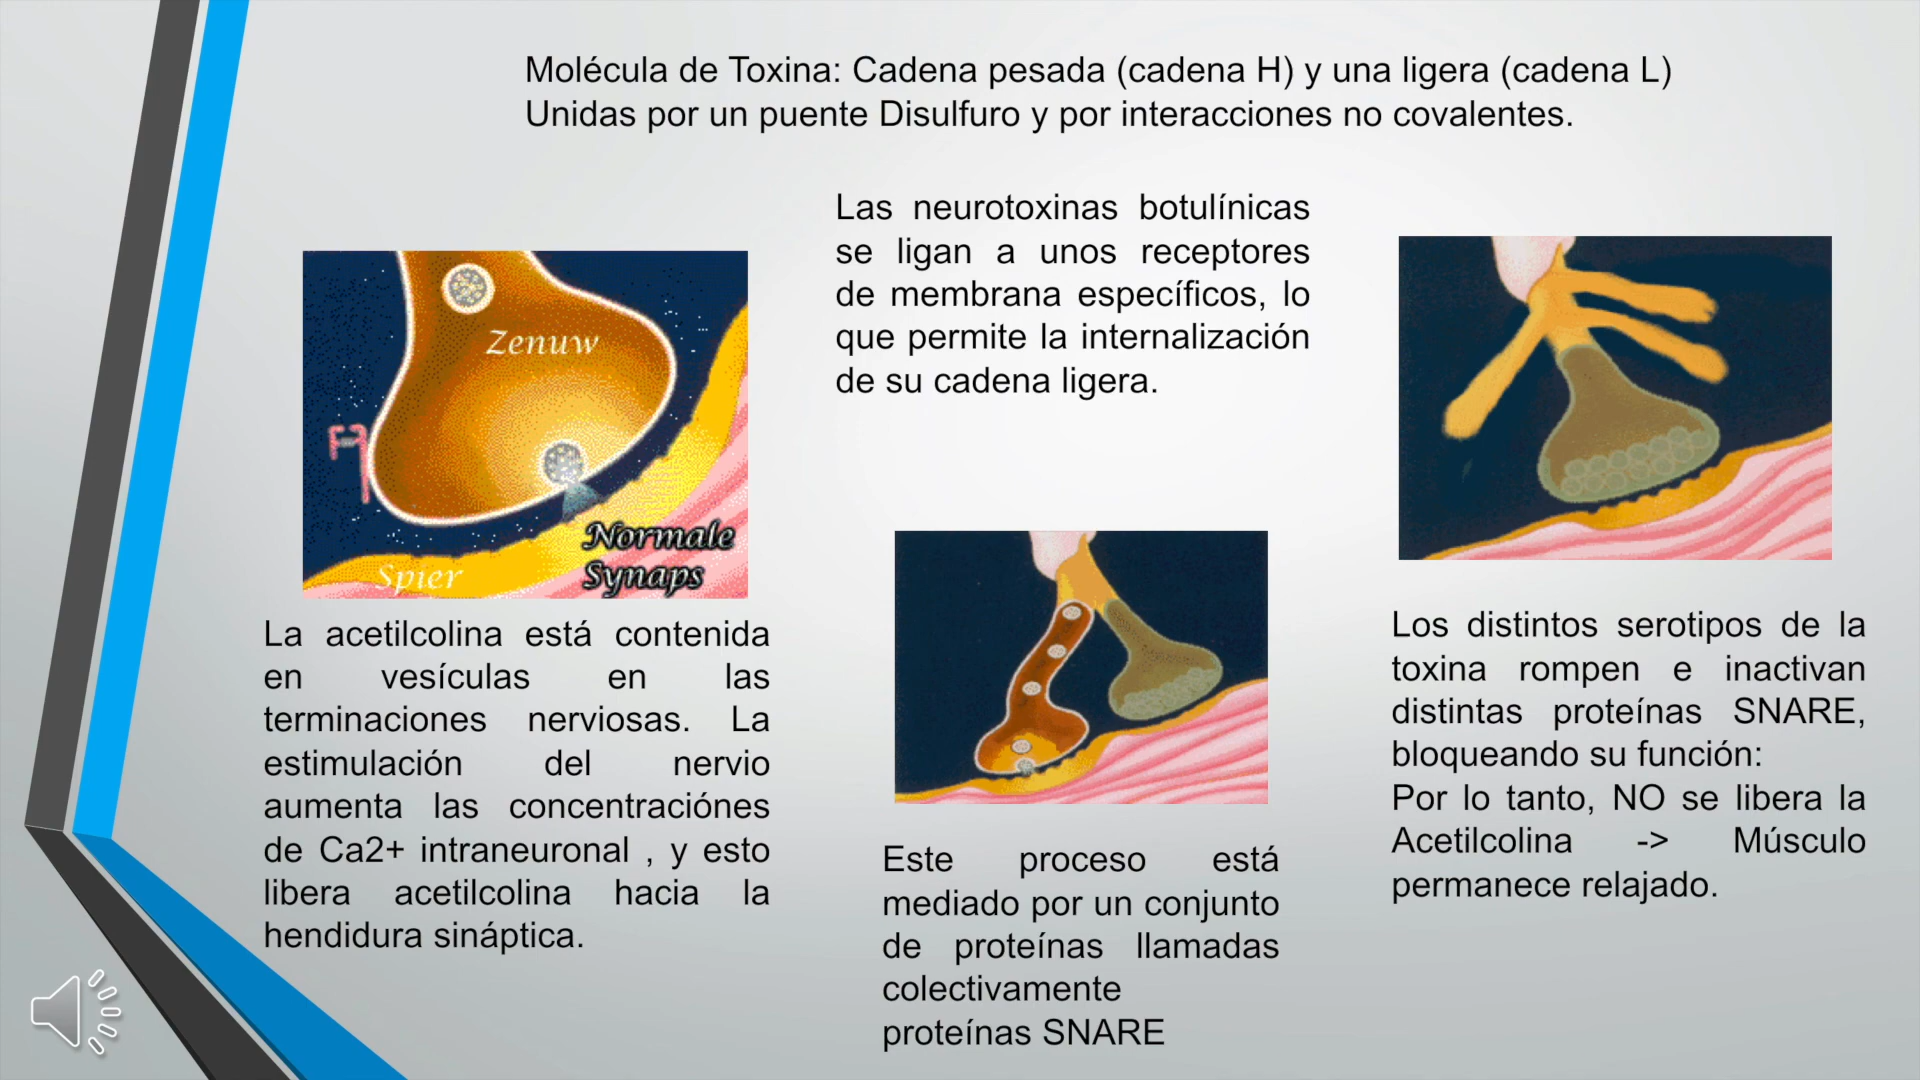 Molécula de Toxina: Cadena pesada (cadena H) y una ligera (cadena L)
Unidas por un puente Disulfuro y por interacciones no covalentes.
Zenuw
Normale
Synaps
Spier
La acetilcolina está contenida
en vesículas en las
terminaciones nerviosas. La
estimulación del nervio
aumenta las concentraciónes
de Ca2+ intraneuronal , y esto
libera acetilcolina hacia la
hendidura sináptica.
Las neurotoxinas botulínicas
se ligan a unos receptores
de membrana específicos, lo
que permite la internalización
de su cadena ligera.
Este proceso está
mediado por un conjunto
de proteínas llamadas
colectivamente
proteínas SNARE
Los distintos serotipos de la
toxina rompen e inactivan
distintas proteínas SNARE,
bloqueando su función:
Por lo tanto, NO se libera la
Acetilcolina -> Músculo
permanece relajado.